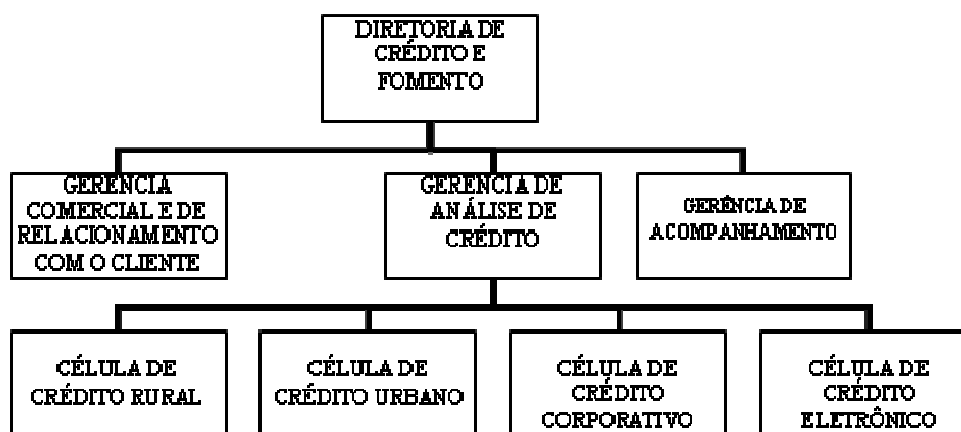 DIRETORIA DE
CRÉDITO E
FOMENTO
GERÊNCIA
COMERCIAL E DE
RELACIONAMENTO
COM O CLIENTE
GERÊNCIA DE
ANÁLISE DE
CRÉDITO
GERÊNCIA DE
ACOMPANHAMENTO
CÉLULA DE
CRÉDITO RURAL
CÉLULA DE
CRÉDITO URBANO
CÉLULA DE
CRÉDITO
CORPORATIVO
CÉLULA DE
CRÉDITO
ELETRÔNICO